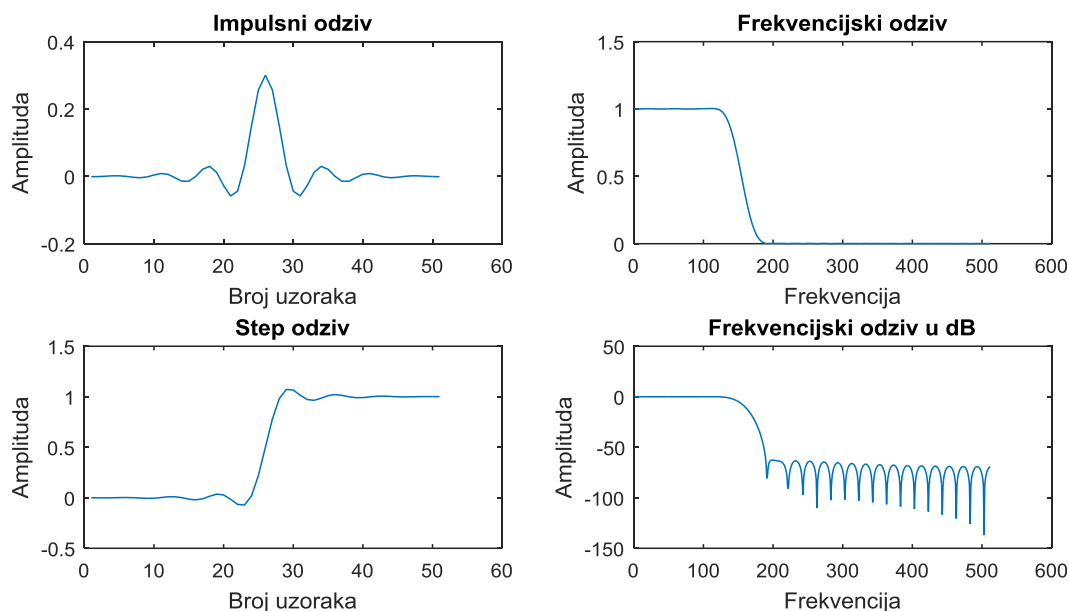 Impulsni odziv
0.4
0.2
0
-0.2
Amplituda
0 10 20 30 40 50 60
Broj uzoraka
Frekvencijski odziv
1.5
1
0.5
0
Amplituda
0 100 200 300 400 500 600
Frekvencija
Step odziv
1.5
1
0.5
0
-0.5
Amplituda
0 10 20 30 40 50 60
Broj uzoraka
Frekvencijski odziv u dB
50
0
-50
-100
-150
Amplituda
0 100 200 300 400 500 600
Frekvencija